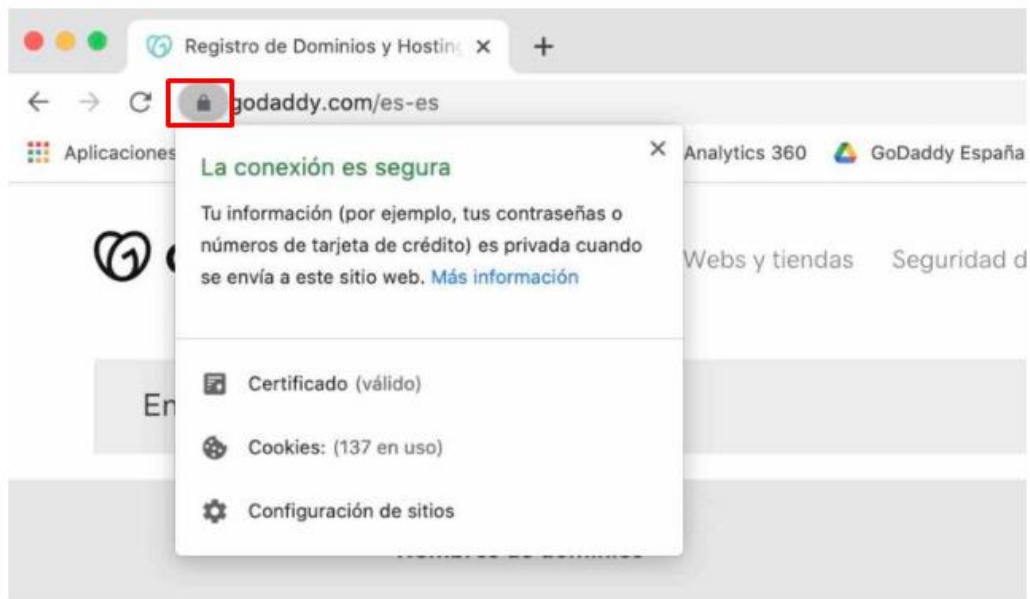 Registro de Dominios y Hosting
godaddy.com/es-es
Aplicaciones
Analytics 360
GoDaddy España
La conexión es segura
Tu información (por ejemplo, tus contraseñas o
números de tarjeta de crédito) es privada cuando
se envía a este sitio web. Más información
Webs y tiendas
Seguridad d
En
Certificado (válido)
Cookies: (137 en uso)
Configuración de sitios